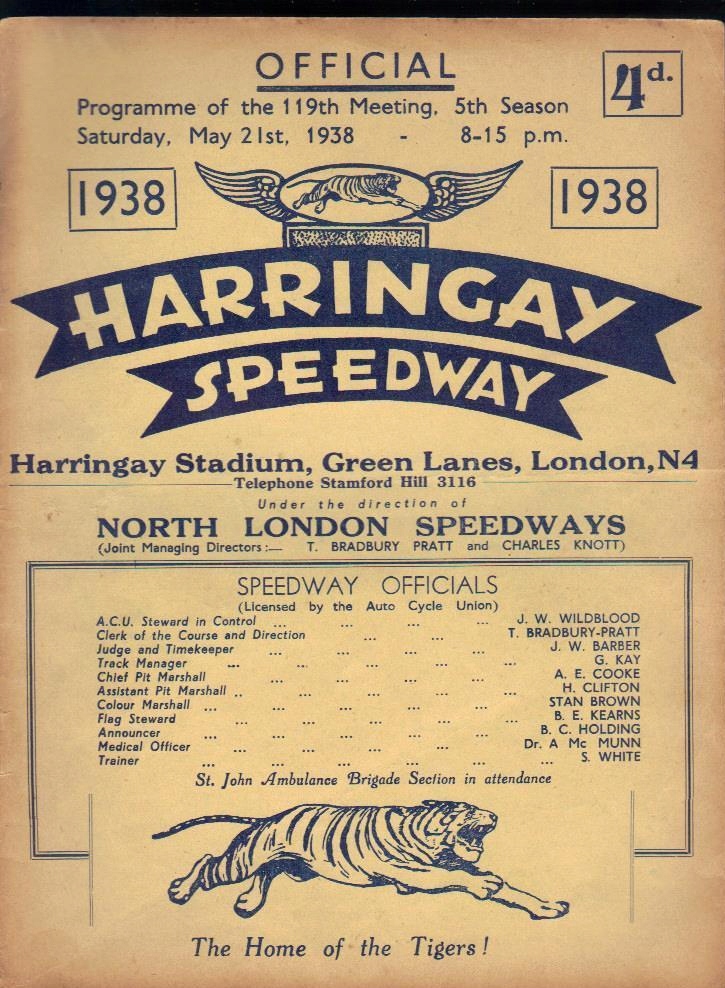 OFFICIAL
4d.
Programme of the 119th Meeting, 5th Season
Saturday, May 21st, 1938 - 8-15 p.m.
1938 1938
HARRINGAY
SPEEDWAY
Harringay Stadium, Green Lanes, London, N4
Telephone Stamford Hill 3116
Under the direction of
NORTH LONDON SPEEDWAYS
(Joint Managing Directors:— T. BRADBURY PRATT and CHARLES KNOTT)
SPEEDWAY OFFICIALS
(Licensed by the Auto Cycle Union)
A.C.U. Steward in Control ... ... ... ... J. W. WILDBLOOD
Clerk of the Course and Direction ... ... T. BRADBURY-PRATT
Judge and Timekeeper ... ... ... ... J. W. BARBER
Track Manager ... ... ... ... ... G. KAY
Chief Pit Marshall ... ... ... ... A. E. COOKE
Assistant Pit Marshall .. ... ... ... ... H. CLIFTON
Colour Marshall ... ... ... ... ... STAN BROWN
Flag Steward ... ... ... ... ... B. E. KEARNS
Announcer ... ... ... ... ... B. C. HOLDING
Medical Officer ... ... ... ... Dr. A Mc MUNN
Trainer ... ... ... ... ... ... S. WHITE
St. John Ambulance Brigade Section in attendance
The Home of the Tigers!